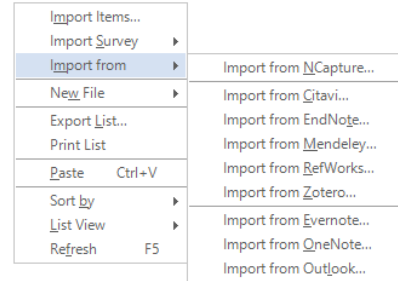 Import Items...
Import Survey
Import from
New File
Export List...
Print List
Paste Ctrl+V
Sort by
List View
Refresh F5
Import from NCapture...
Import from Citavi...
Import from EndNote...
Import from Mendeley...
Import from RefWorks...
Import from Zotero...
Import from Evernote...
Import from OneNote...
Import from Outlook...